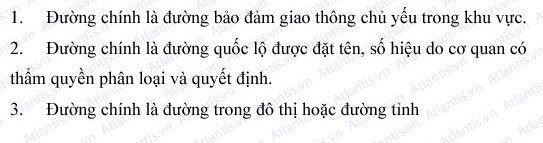 1. Đường chính là đường bảo đảm giao thông chủ yếu trong khu vực.
2. Đường chính là đường quốc lộ được đặt tên, số hiệu do cơ quan có
thẩm quyền phân loại và quyết định.
3. Đường chính là đường trong đô thị hoặc đường tỉnh